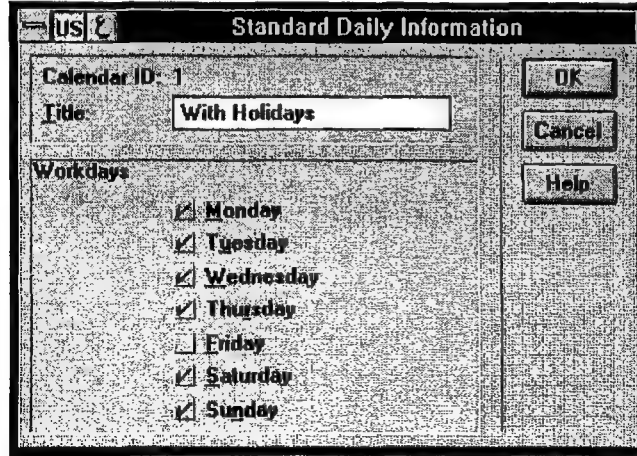 US Standard Daily Information
Calendar ID: 1
Title: With Holidays
OK
Cancel
Help
Workdays
Monday
Tuesday
Wednesday
Thursday
Friday
Saturday
Sunday